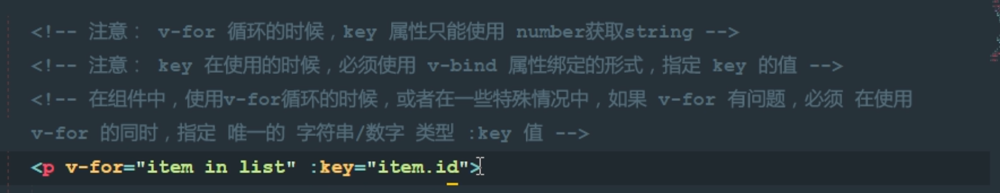 <!-- 注意： v-for 循环的时候，key 属性只能使用 number获取string -->
<!-- 注意： key 在使用的时候，必须使用 v-bind 属性绑定的形式，指定 key 的值 -->
<!-- 在组件中，使用v-for循环的时候，或者在一些特殊情况中，如果 v-for 有问题，必须 在使用
v-for 的同时，指定 唯一的 字符串/数字 类型 :key 值 -->
<p v-for="item in list" :key="item.id">